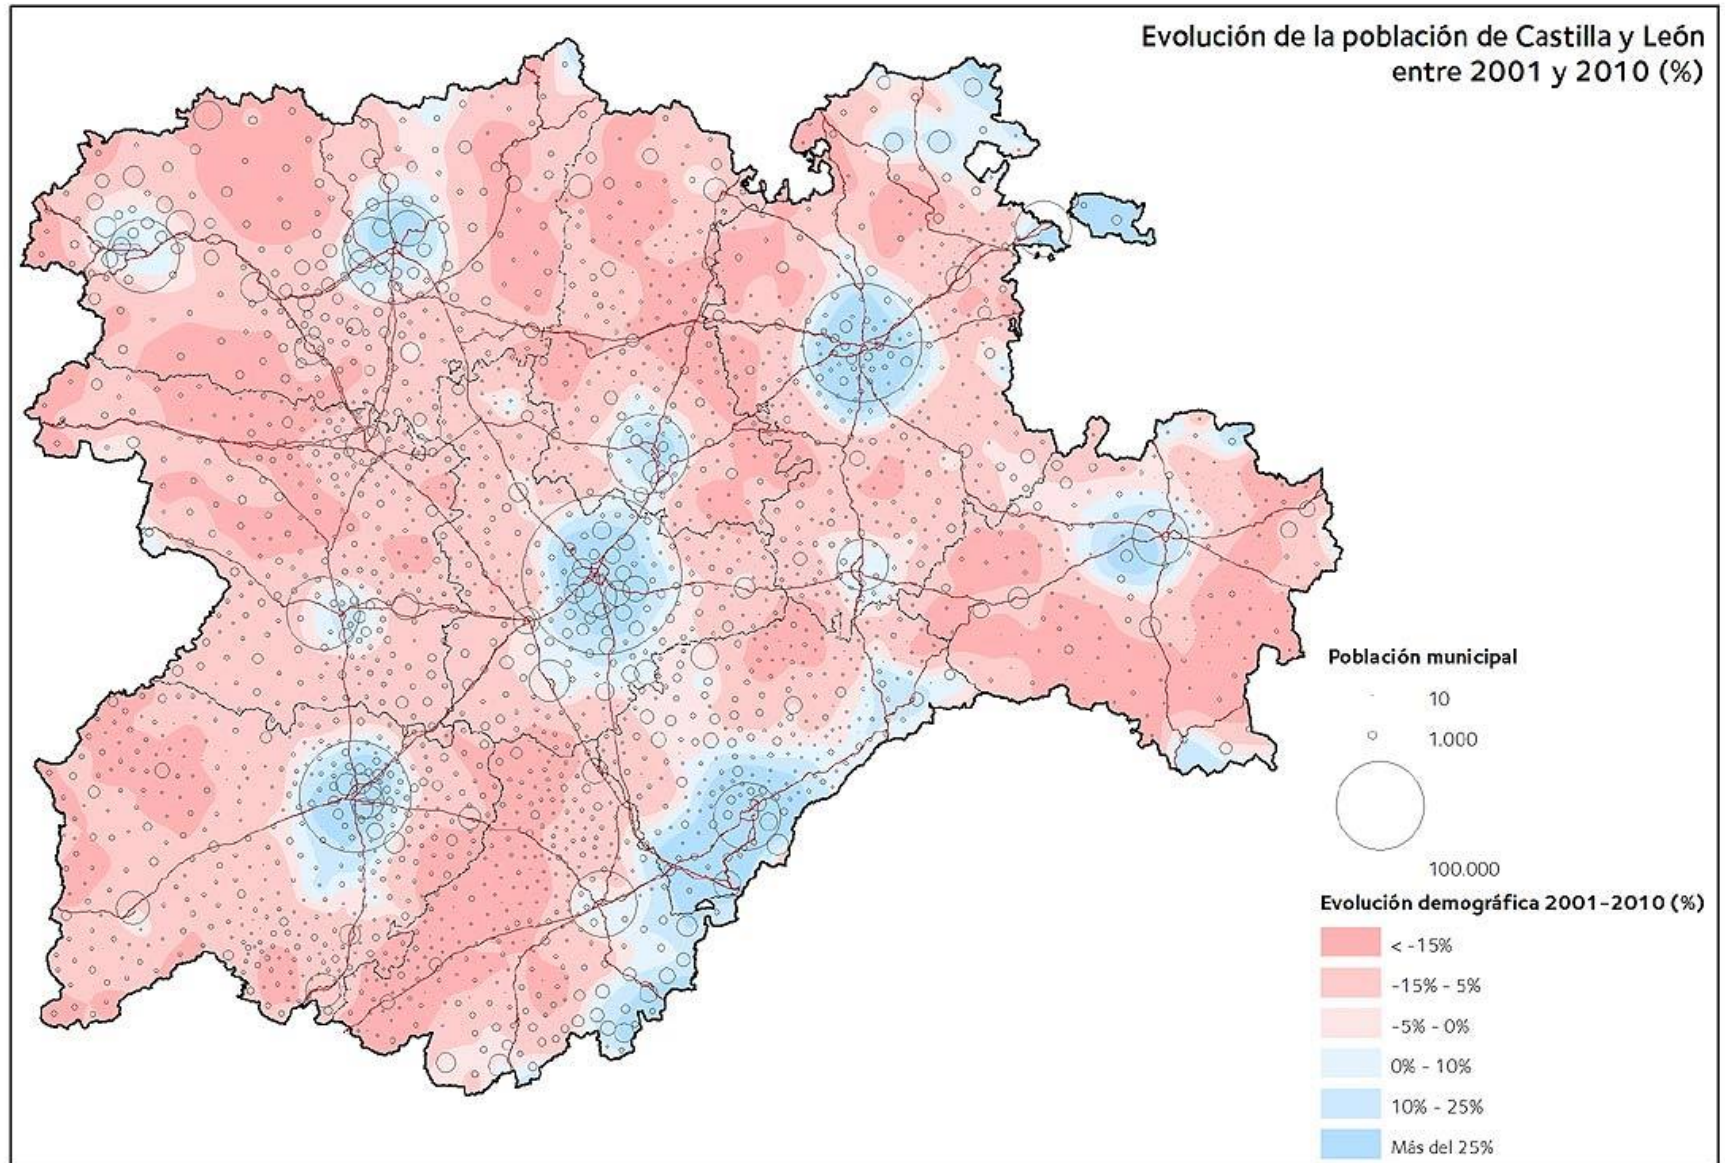 Evolución de la población de Castilla y León
entre 2001 y 2010 (%)
Población municipal
10
1.000
100.000
Evolución demográfica 2001-2010 (%)
< -15%
-15% - 5%
-5% - 0%
0% - 10%
10% - 25%
Más del 25%